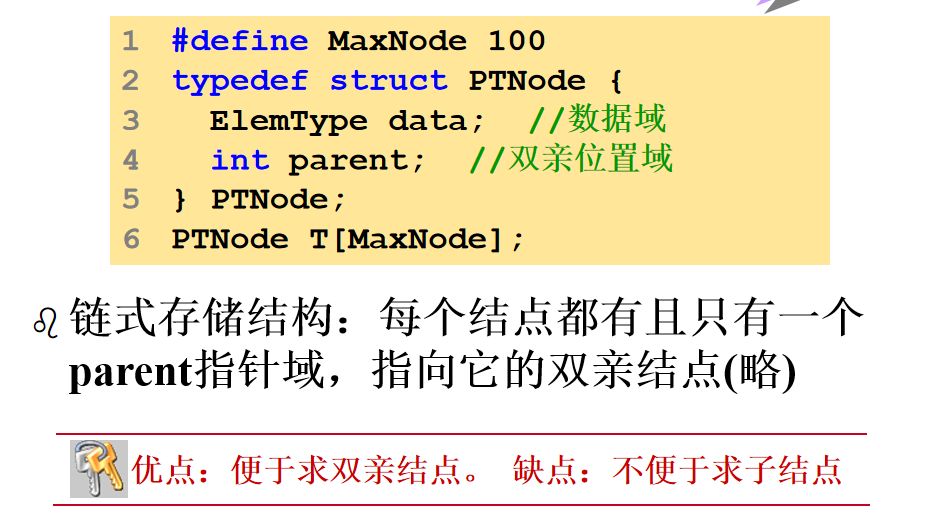 1 #define MaxNode 100
2 typedef struct PTNode {
3 ElemType data; //数据域
4 int parent; //双亲位置域
5 } PTNode;
6 PTNode T[MaxNode];
链式存储结构：每个结点都有且只有一个
parent指针域，指向它的双亲结点(略)
优点：便于求双亲结点。 缺点：不便于求子结点